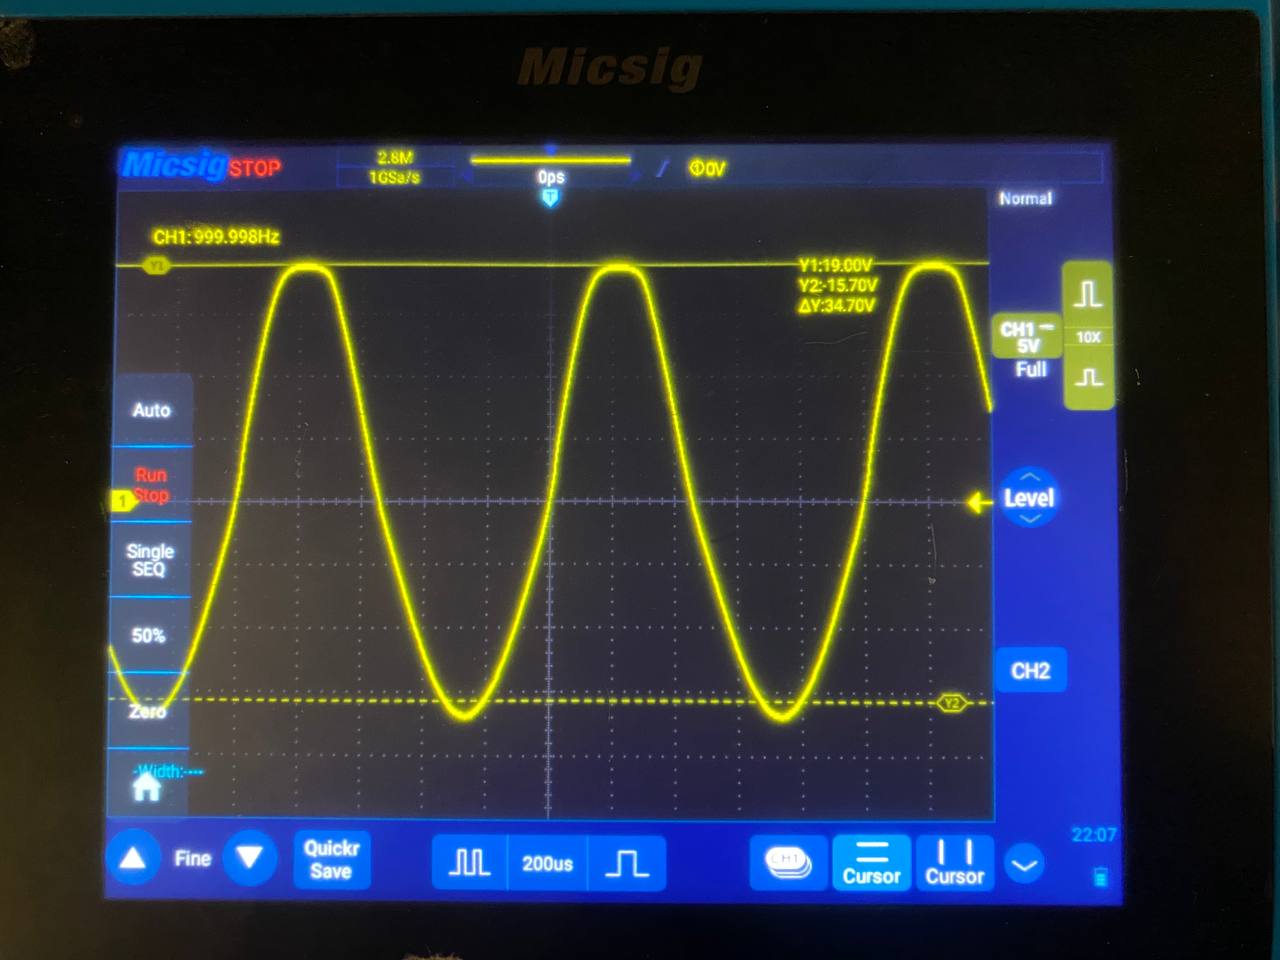 Micsig
Micsig STOP
2.8M
1GSa/s
0ps
T
1 0V
Normal
CH1:999.998Hz
Y1
Y1:19.00V
Y2:-15.70V
ΔY:34.70V
CH1
5V
10X
Full
Auto
Run
Stop
1
Level
Single
SEQ
50%
CH2
Zero
Y2
-Width:----
22:07
Fine
Quickr
Save
200us
CH1
Cursor
Cursor